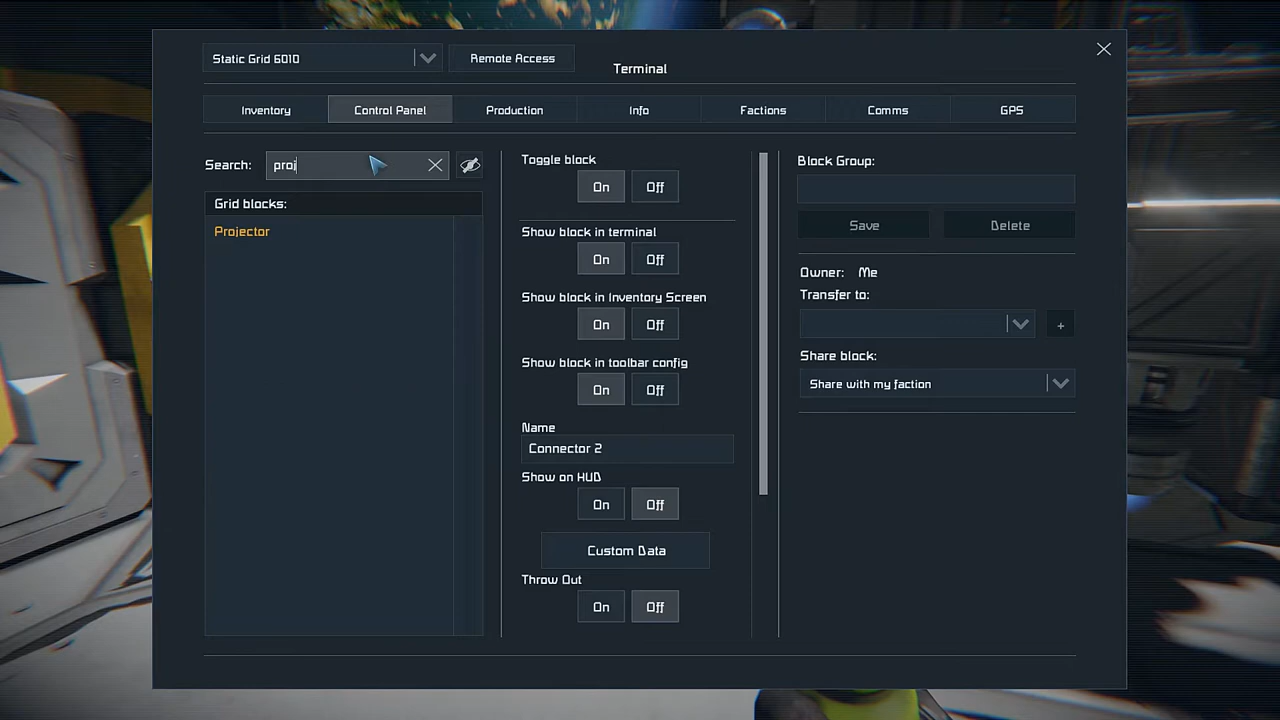 Static Grid 6010
Remote Access
Terminal
Inventory
Control Panel
Production
Info
Factions
Comms
GPS
Search:
proj
Grid blocks:
Projector
Toggle block
On
Off
Show block in terminal
On
Off
Show block in Inventory Screen
On
Off
Show block in toolbar config
On
Off
Name
Connector 2
Show on HUD
On
Off
Custom Data
Throw Out
On
Off
Block Group:
Save
Delete
Owner: Me
Transfer to:
+
Share block:
Share with my faction